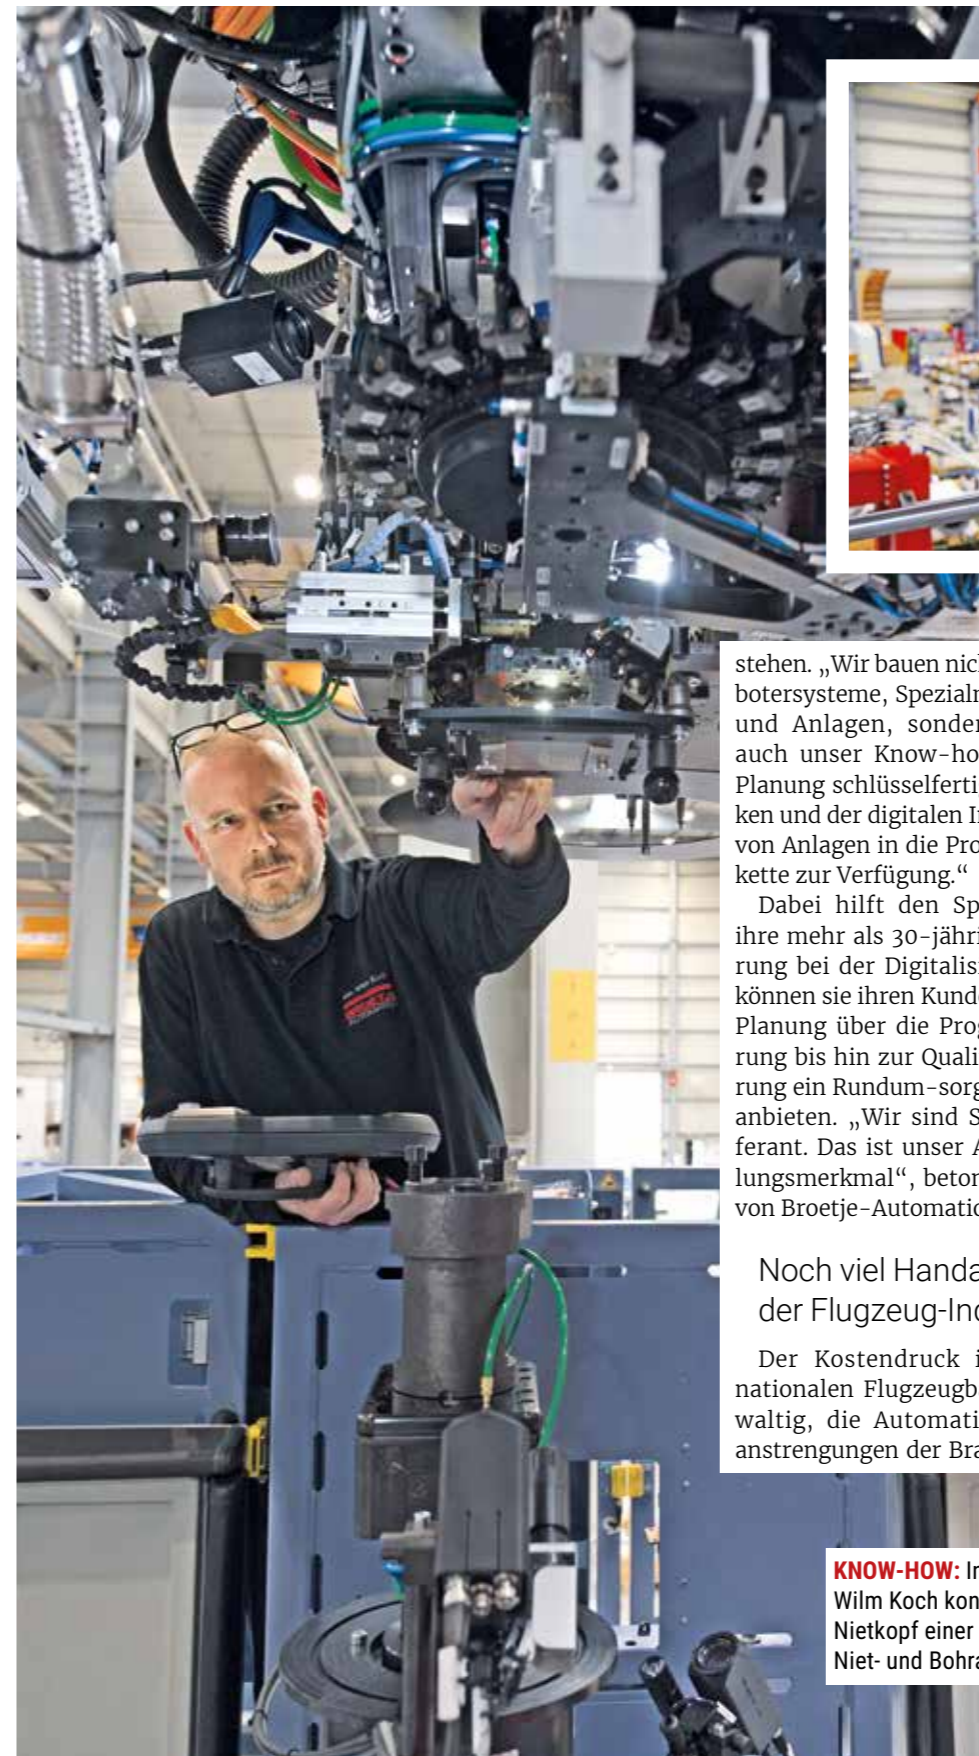 stehen. „Wir bauen nic
botersysteme, Spezial
und Anlagen, sonder
auch unser Know-ho
Planung schlüsselferti
ken und der digitalen I
von Anlagen in die Pro
kette zur Verfügung.“
Dabei hilft den Sp
ihre mehr als 30-jähri
rung bei der Digitalis
können sie ihren Kund
Planung über die Prog
rung bis hin zur Quali
rung ein Rundum-sorg
anbieten. „Wir sind S
ferant. Das ist unser A
lungsmerkmal“, beto
von Broetje-Automatio
Noch viel Handa
der Flugzeug-Ind
Der Kostendruck i
nationalen Flugzeugb
waltig, die Automati
anstrengungen der Bra
KNOW-HOW: In
Wilm Koch kon
Nietkopf einer
Niet- und Bohra